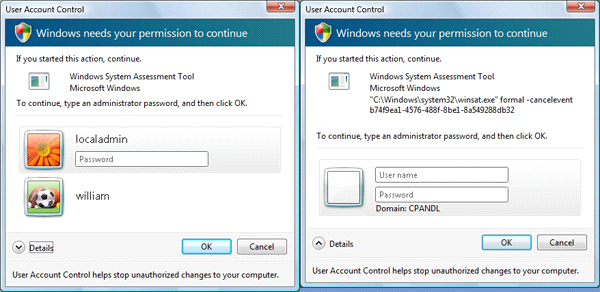 User Account Control
Windows needs your permission to continue
If you started this action, continue.
Windows System Assessment Tool
Microsoft Windows
To continue, type an administrator password, and then click OK.
localadmin
Password
william
Details
OK
Cancel
User Account Control helps stop unauthorized changes to your computer.
User Account Control
Windows needs your permission to continue
If you started this action, continue.
Windows System Assessment Tool
Microsoft Windows
"C:\Windows\system32\winsat.exe" formal -cancelevent
b74f9ea1-4576-488f-8be1-8a549288db32
To continue, type an administrator password, and then click OK.
User name
Password
Domain: CPANDL
Details
OK
Cancel
User Account Control helps stop unauthorized changes to your computer.